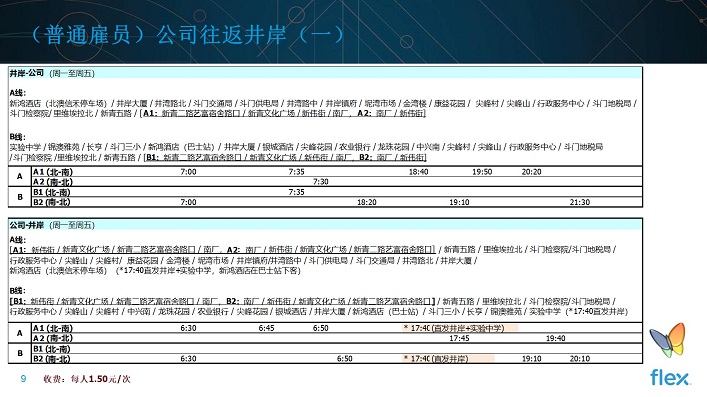 （普通雇员）公司往返井岸（一）
井岸-公司 (周一至周五)
A线：
新鸿酒店（北澳信禾停车场）/ 井岸大厦 / 井湾路北 / 斗门交通局 / 斗门供电局 / 井湾路中 / 井岸镇府 / 坭湾市场 / 金湾楼 / 康益花园 / 尖峰村 / 尖峰山 / 行政服务中心 / 斗门地税局 /
斗门检察院/ 里维埃拉北 / 新青五路 / [A1：新青二路艺富宿舍路口 / 新青文化广场 / 新伟街 / 南厂，A2：南厂 / 新伟街]
B线：
实验中学 / 锦澳雅苑 / 长亨 / 斗门三小 / 新鸿酒店（巴士站）/ 井岸大厦 / 银城酒店 / 尖峰花园 / 农业银行 / 龙珠花园 / 中兴南 / 尖峰村 / 尖峰山 / 行政服务中心 / 斗门地税局
/斗门检察院 /里维埃拉北 / 新青五路 / [B1：新青二路艺富宿舍路口 / 新青文化广场 / 新伟街 / 南厂，B2：南厂 / 新伟街]
A A1 (北-南) 7:00 7:35 18:40 19:50 20:20
A2 (南-北) 7:30
B B1 (北-南) 7:35
B2 (南-北) 7:00 18:20 19:10 21:30
公司-井岸 (周一至周五)
A线：
[A1：新伟街 / 新青文化广场 / 新青二路艺富宿舍路口 / 南厂，A2：南厂 / 新伟街 / 新青文化广场 / 新青二路艺富宿舍路口] / 新青五路 / 里维埃拉北 / 斗门检察院/斗门地税局 /
行政服务中心 / 尖峰山 / 尖峰村/ 康益花园 / 金湾楼 / 坭湾市场 / 井岸镇府/井湾路中 / 斗门供电局 / 斗门交通局 / 井湾路北 / 井岸大厦 /
新鸿酒店（北澳信禾停车场） (*17:40直发井岸+实验中学，新鸿酒店在巴士站下客)
B线：
[B1：新伟街 / 新青文化广场 / 新青二路艺富宿舍路口 / 南厂，B2：南厂 / 新伟街 / 新青文化广场 / 新青二路艺富宿舍路口] / 新青五路 / 里维埃拉北 / 斗门检察院/ 斗门地税局 /
行政服务中心 / 尖峰山 / 尖峰村 / 中兴南 / 龙珠花园 / 农业银行 / 尖峰花园 / 银城酒店 / 井岸大厦 / 新鸿酒店（巴士站）/ 斗门三小 / 长亨 / 锦澳雅苑 / 实验中学 (*17:40直发井岸)
A A1 (北-南) 6:30 6:45 6:50 * 17:40 (直发井岸+实验中学)
A2 (南-北) 17:45 19:40
B B1 (北-南)
B2 (南-北) 6:30 6:50 * 17:40 (直发井岸) 19:10 20:10
9 收费：每人1.50元/次
flex